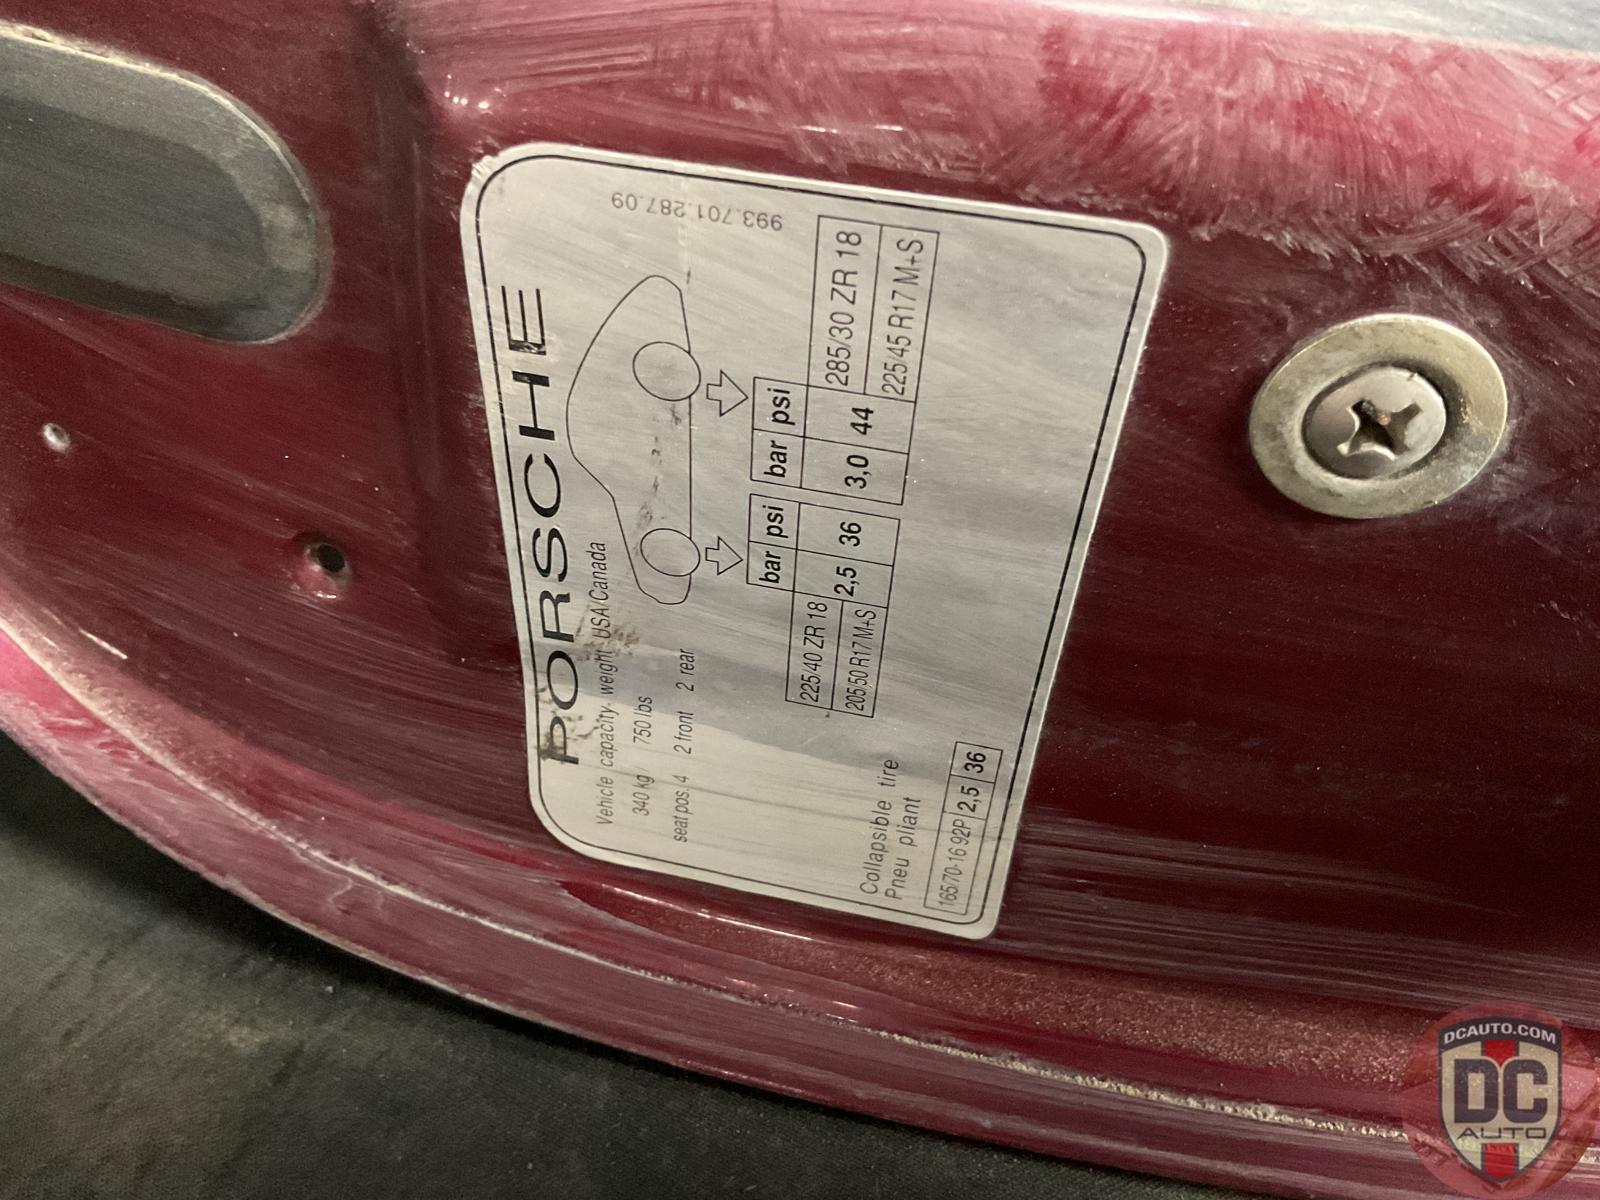 PORSCHE
Vehicle capacity weight USA/Canada
340 kg 750 lbs
seat pos. 4 2 front 2 rear
bar psi
bar psi
225/40 ZR 18
2,5 36
3,0 44
285/30 ZR 18
205/50 R17 M+S
225/45 R17 M+S
Collapsible tire
Pneu pliant
165/70-16 92P 2,5 36
993.701.287.09
DCAUTO.COM
DC
AUTO